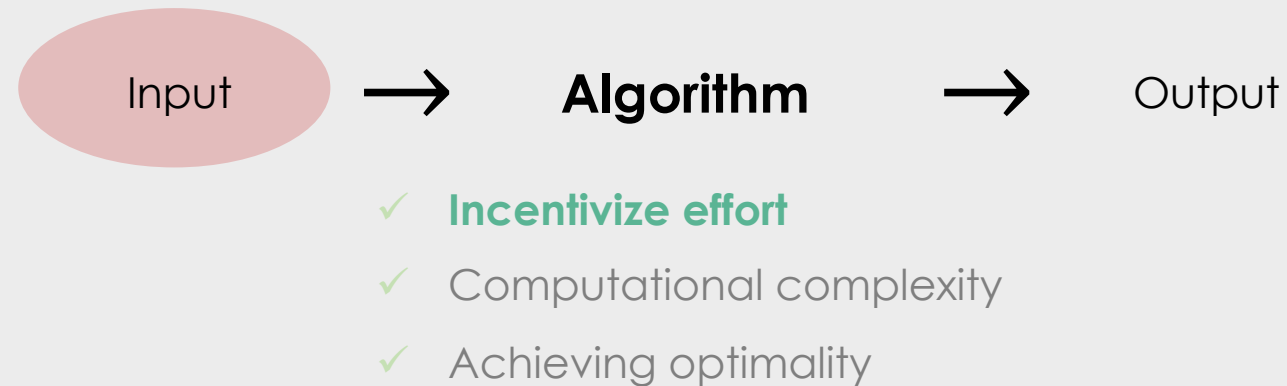 Input → Algorithm → Output
✓ Incentivize effort
✓ Computational complexity
✓ Achieving optimality